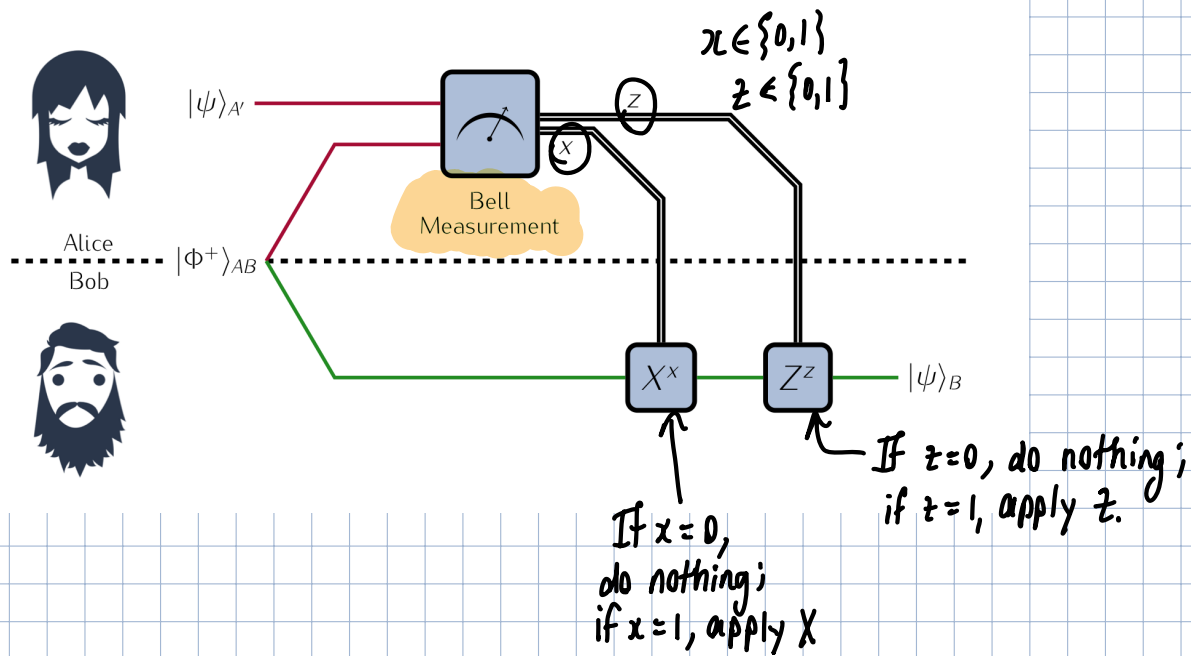 x ∈ {0,1}
z ∈ {0,1}
|ψ⟩A'
z
x
Bell
Measurement
Alice
|Φ⁺⟩AB
Bob
Xˣ
Zᶻ
|ψ⟩B
If z=0, do nothing;
if z=1, apply Z.
If x=0,
do nothing;
if x=1, apply X